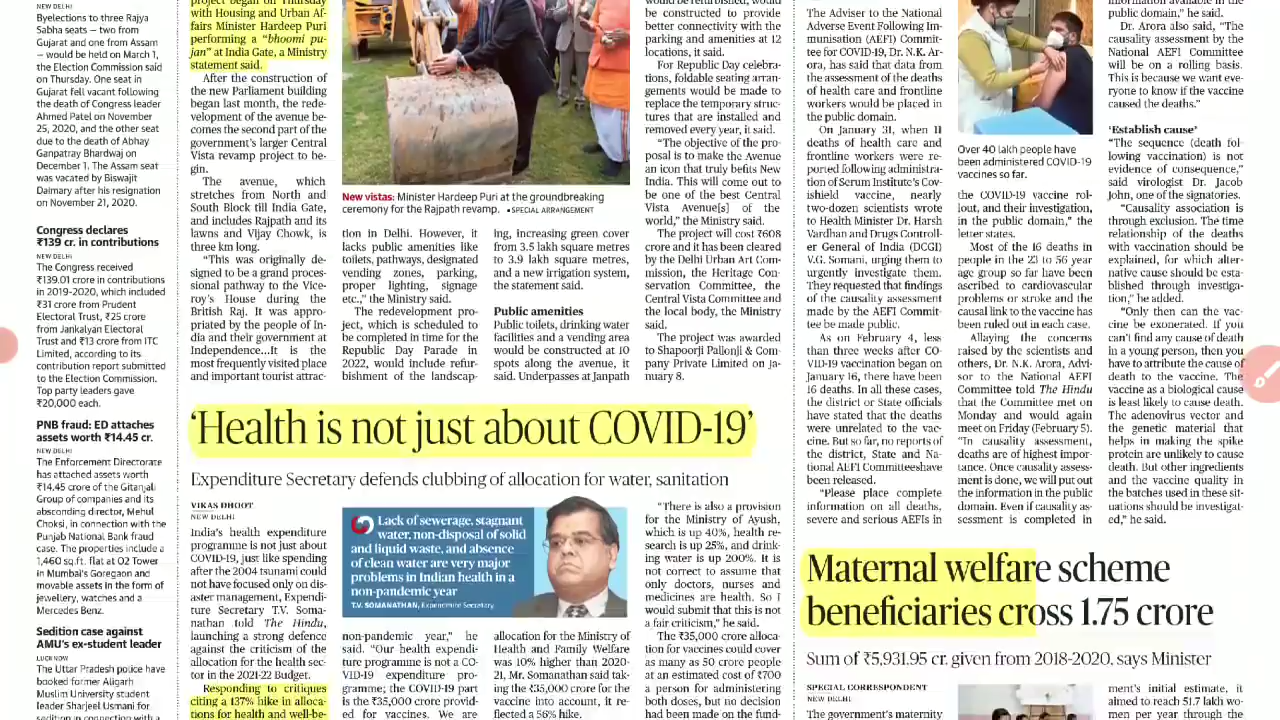 NEW DELHI
Byelections to three Rajya
Sabha seats — two from
Gujarat and one from Assam
— would be held on March 1,
the Election Commission said
on Thursday. One seat in
Gujarat fell vacant following
the death of Congress leader
Ahmed Patel on November
25, 2020, and the other seat
due to the death of Abhay
Ganpatray Bhardwaj on
December 1. The Assam seat
was vacated by Biswajit
Daimary after his resignation
on November 21, 2020.
Congress declares
₹139 cr. in contributions
NEW DELHI
The Congress received
₹139.01 crore in contributions
in 2019-2020, which included
₹31 crore from Prudent
Electoral Trust, ₹25 crore
from Jankalyan Electoral
Trust and ₹13 crore from ITC
Limited, according to its
contribution report submitted
to the Election Commission.
Top party leaders gave
₹20,000 each.
PNB fraud: ED attaches
assets worth ₹14.45 cr.
NEW DELHI
The Enforcement Directorate
has attached assets worth
₹14.45 crore of the Gitanjali
Group of companies and its
absconding director, Mehul
Choksi, in connection with the
Punjab National Bank fraud
case. The properties include a
1,460 sq.ft. flat at O2 Tower
in Mumbai's Goregaon and
movable assets in the form of
jewellery, watches and a
Mercedes Benz.
Sedition case against
AMU's ex-student leader
LUCKNOW
The Uttar Pradesh police have
booked former Aligarh
Muslim University student
leader Sharjeel Usmani for
sedition in connection with a
project began on Thursday
with Housing and Urban Af-
fairs Minister Hardeep Puri
performing a “bhoomi pu-
jan” at India Gate, a Ministry
statement said.
After the construction of
the new Parliament building
began last month, the rede-
velopment of the avenue be-
comes the second part of the
government's larger Central
Vista revamp project to be-
gin.
The avenue, which
stretches from North and
South Block till India Gate,
and includes Rajpath and its
lawns and Vijay Chowk, is
three km long.
“This was originally de-
signed to be a grand proces-
sional pathway to the Vice-
roy's House during the
British Raj. It was appro-
priated by the people of In-
dia and their government at
Independence...It is the
most frequently visited place
and important tourist attrac-
New vistas: Minister Hardeep Puri at the groundbreaking
ceremony for the Rajpath revamp. •SPECIAL ARRANGEMENT
tion in Delhi. However, it
lacks public amenities like
toilets, pathways, designated
vending zones, parking,
proper lighting, signage
etc.,” the Ministry said.
The redevelopment pro-
ject, which is scheduled to
be completed in time for the
Republic Day Parade in
2022, would include refur-
bishment of the landscap-
ing, increasing green cover
from 3.5 lakh square metres
to 3.9 lakh square metres,
and a new irrigation system,
the statement said.
Public amenities
Public toilets, drinking water
facilities and a vending area
would be constructed at 10
spots along the avenue, it
said. Underpasses at Janpath
would be refurbished, would
be constructed to provide
better connectivity with the
parking and amenities at 12
locations, it said.
For Republic Day celebra-
tions, foldable seating arran-
gements would be made to
replace the temporary struc-
tures that are installed and
removed every year, it said.
“The objective of the pro-
posal is to make the Avenue
an icon that truly befits New
India. This will come out to
be one of the best Central
Vista Avenue[s] of the
world,” the Ministry said.
The project will cost ₹608
crore and it has been cleared
by the Delhi Urban Art Com-
mission, the Heritage Con-
servation Committee, the
Central Vista Committee and
the local body, the Ministry
said.
The project was awarded
to Shapoorji Pallonji & Com-
pany Private Limited on Ja-
nuary 8.
‘Health is not just about COVID-19’
Expenditure Secretary defends clubbing of allocation for water, sanitation
VIKAS DHOOT
NEW DELHI
India's health expenditure
programme is not just about
COVID-19, just like spending
after the 2004 tsunami could
not have focused only on dis-
aster management, Expendi-
ture Secretary T.V. Soma-
nathan told The Hindu,
launching a strong defence
against the criticism of the
allocation for the health sec-
tor in the 2021-22 Budget.
Responding to critiques
citing a 137% hike in alloca-
tions for health and well-be-
Lack of sewerage, stagnant
water, non-disposal of solid
and liquid waste, and absence
of clean water are very major
problems in Indian health in a
non-pandemic year
T.V. SOMANATHAN, Expenditure Secretary
non-pandemic year,” he
said. “Our health expendi-
ture programme is not a CO-
VID-19 expenditure pro-
gramme; the COVID-19 part
is the ₹35,000 crore provid-
ed for vaccines. We are
allocation for the Ministry of
Health and Family Welfare
was 10% higher than 2020-
21, Mr. Somanathan said tak-
ing the ₹35,000 crore for the
vaccine into account, it re-
flected a 56% hike.
“There is also a provision
for the Ministry of Ayush,
which is up 40%, health re-
search is up 25%, and drink-
ing water is up 200%. It is
not correct to assume that
only doctors, nurses and
medicines are health. So I
would submit that this is not
a fair criticism,” he said.
The ₹35,000 crore alloca-
tion for vaccines could cover
as many as 50 crore people
at an estimated cost of ₹700
a person for administering
both doses, but no decision
had been made on the fund-
The Adviser to the National
Adverse Event Following Im-
munisation (AEFI) Commit-
tee for COVID-19, Dr. N.K. Ar-
ora, has said that data from
the assessment of the deaths
of health care and frontline
workers would be placed in
the public domain.
On January 31, when 11
deaths of health care and
frontline workers were re-
ported following administra-
tion of Serum Institute's Cov-
ishield vaccine, nearly
two-dozen scientists wrote
to Health Minister Dr. Harsh
Vardhan and Drugs Control-
ler General of India (DCGI)
V.G. Somani, urging them to
urgently investigate them.
They requested that findings
of the causality assessment
made by the AEFI Commit-
tee be made public.
As on February 4, less
than three weeks after CO-
VID-19 vaccination began on
January 16, there have been
16 deaths. In all these cases,
the district or State officials
have stated that the deaths
were unrelated to the vac-
cine. But so far, no reports of
the district, State and Na-
tional AEFI Committeeshave
been released.
“Please place complete
information on all deaths,
severe and serious AEFIs in
Over 40 lakh people have
been administered COVID-19
vaccines so far.
the COVID-19 vaccine rol-
lout, and their investigation,
in the public domain,” the
letter states.
Most of the 16 deaths in
people in the 23 to 56 year
age group so far have been
ascribed to cardiovascular
problems or stroke and the
causal link to the vaccine has
been ruled out in each case.
Allaying the concerns
raised by the scientists and
others, Dr. N.K. Arora, Advi-
sor to the National AEFI
Committee told The Hindu
that the Committee met on
Monday and would again
meet on Friday (February 5).
“In causality assessment,
deaths are of highest impor-
tance. Once causality assess-
ment is done, we will put out
the information in the public
domain. Even if causality as-
sessment is completed in
information available in the
public domain,” he said.
Dr. Arora also said, “The
causality assessment by the
National AEFI Committee
will be on a rolling basis.
This is because we want eve-
ryone to know if the vaccine
caused the deaths.”
‘Establish cause’
“The sequence (death fol-
lowing vaccination) is not
evidence of consequence,”
said virologist Dr. Jacob
John, one of the signatories.
“Causality association is
through exclusion. The time
relationship of the deaths
with vaccination should be
explained, for which alter-
native cause should be esta-
blished through investiga-
tion,” he added.
“Only then can the vac-
cine be exonerated. If you
can't find any cause of death
in a young person, then you
have to attribute the cause of
death to the vaccine. The
vaccine as a biological cause
is least likely to cause death.
The adenovirus vector and
the genetic material that
helps in making the spike
protein are unlikely to cause
death. But other ingredients
and the vaccine quality in
the batches used in these sit-
uations should be investigat-
ed,” he said.
Maternal welfare scheme
beneficiaries cross 1.75 crore
Sum of ₹5,931.95 cr. given from 2018-2020, says Minister
SPECIAL CORRESPONDENT
NEW DELHI
The government's maternity
ment's initial estimate, it
aimed to reach 51.7 lakh wo-
men per year through the